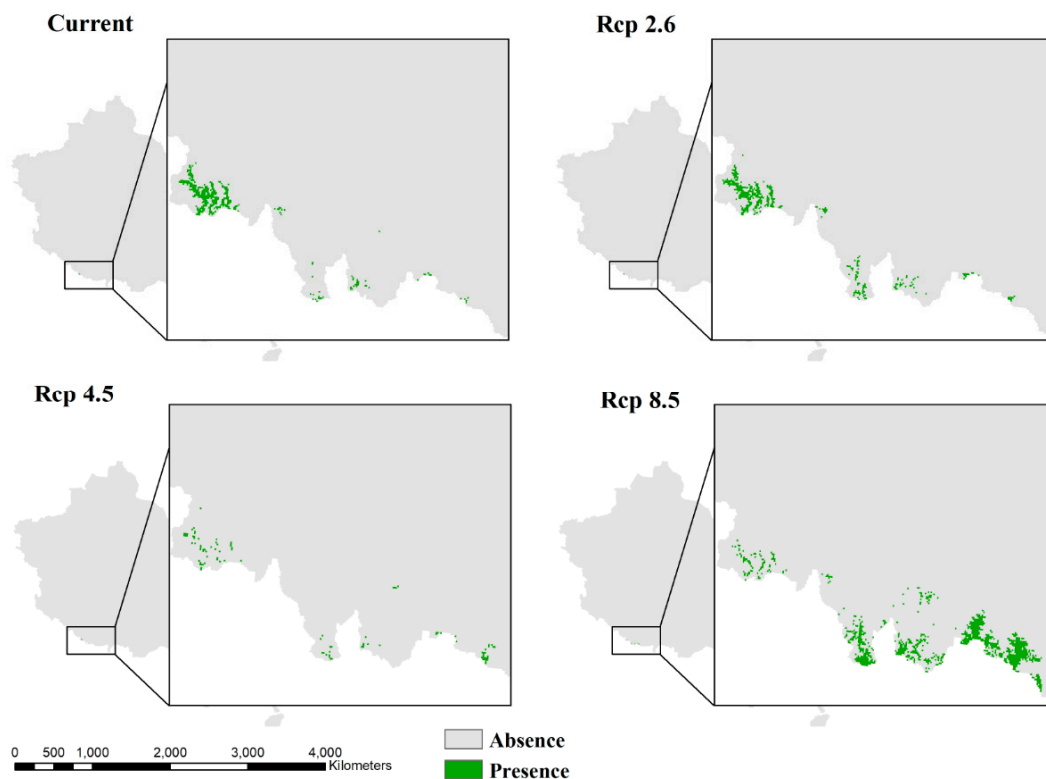 Current
Rcp 2.6
Rcp 4.5
Rcp 8.5
0 500 1,000 2,000 3,000 4,000
Kilometers
Absence
Presence